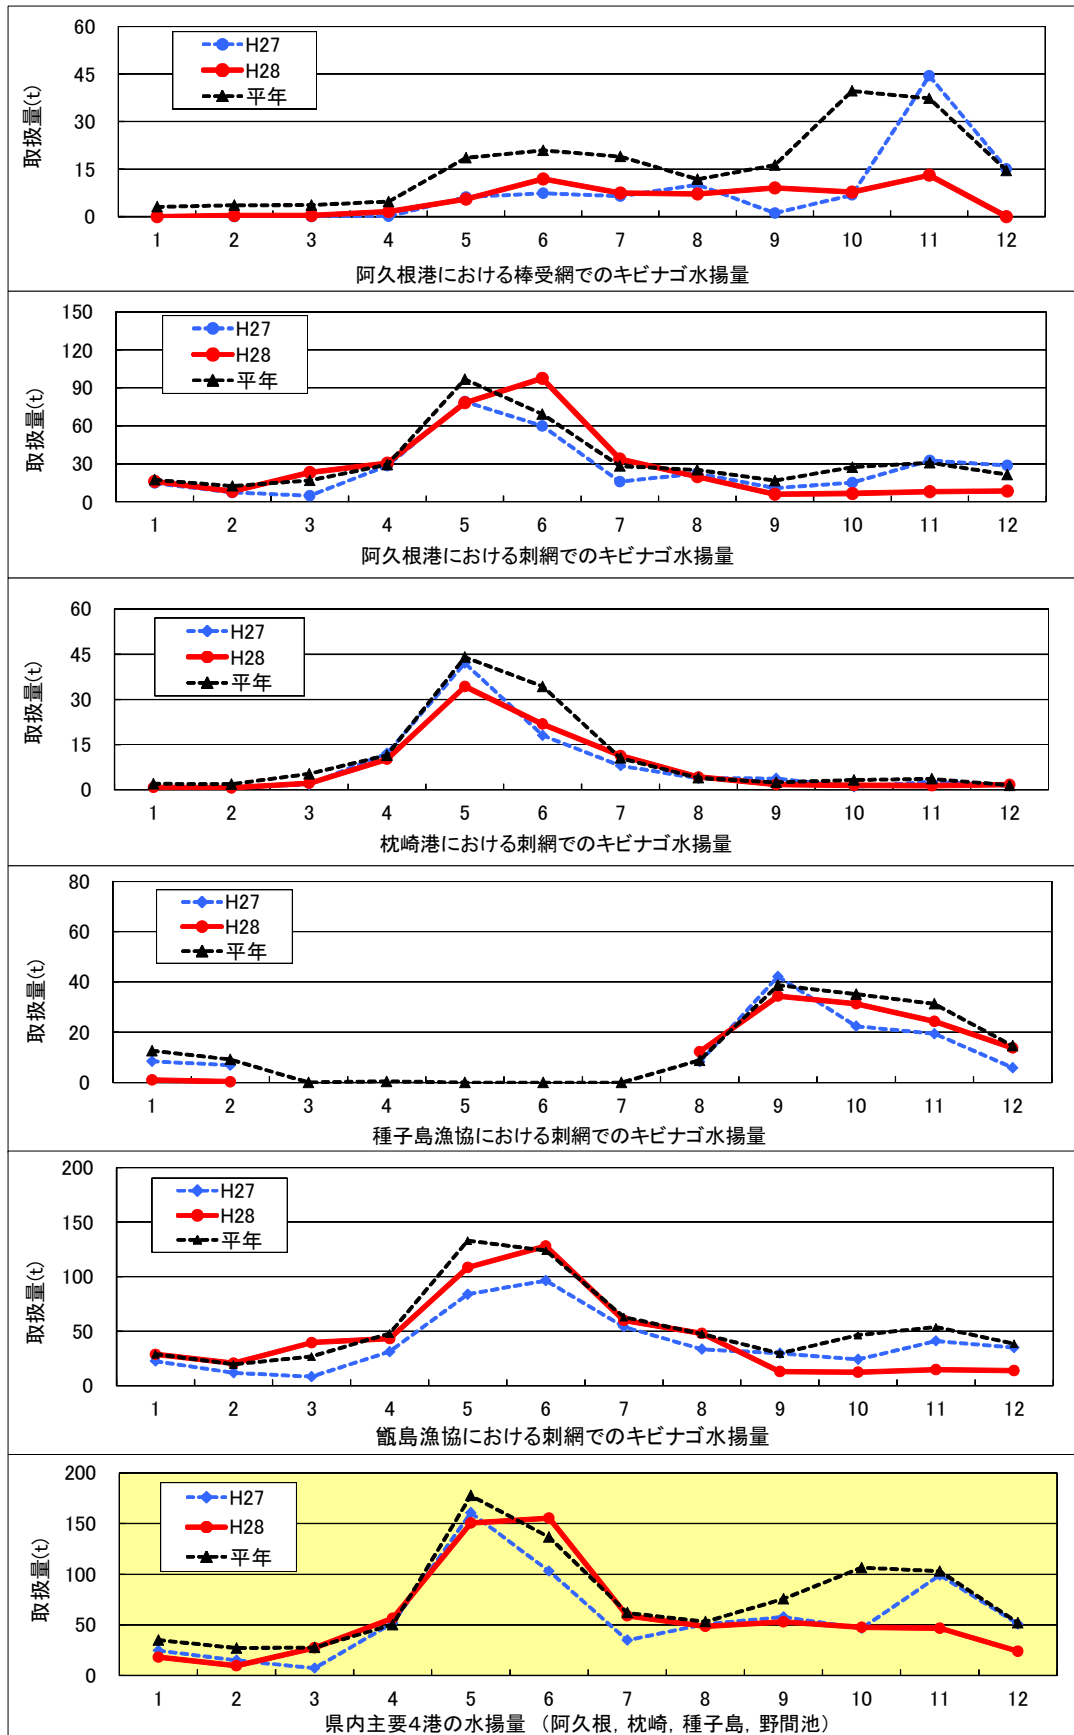 60
45
30
15
0
取扱量(t)
H27
H28
平年
1 2 3 4 5 6 7 8 9 10 11 12
阿久根港における棒受網でのキビナゴ水揚量
150
120
90
60
30
0
取扱量(t)
H27
H28
平年
1 2 3 4 5 6 7 8 9 10 11 12
阿久根港における刺網でのキビナゴ水揚量
60
45
30
15
0
取扱量(t)
H27
H28
平年
1 2 3 4 5 6 7 8 9 10 11 12
枕崎港における刺網でのキビナゴ水揚量
80
60
40
20
0
取扱量(t)
H27
H28
平年
1 2 3 4 5 6 7 8 9 10 11 12
種子島漁協における刺網でのキビナゴ水揚量
200
150
100
50
0
取扱量(t)
H27
H28
平年
1 2 3 4 5 6 7 8 9 10 11 12
甑島漁協における刺網でのキビナゴ水揚量
200
150
100
50
0
取扱量(t)
H27
H28
平年
1 2 3 4 5 6 7 8 9 10 11 12
県内主要4港の水揚量 (阿久根, 枕崎, 種子島, 野間池)